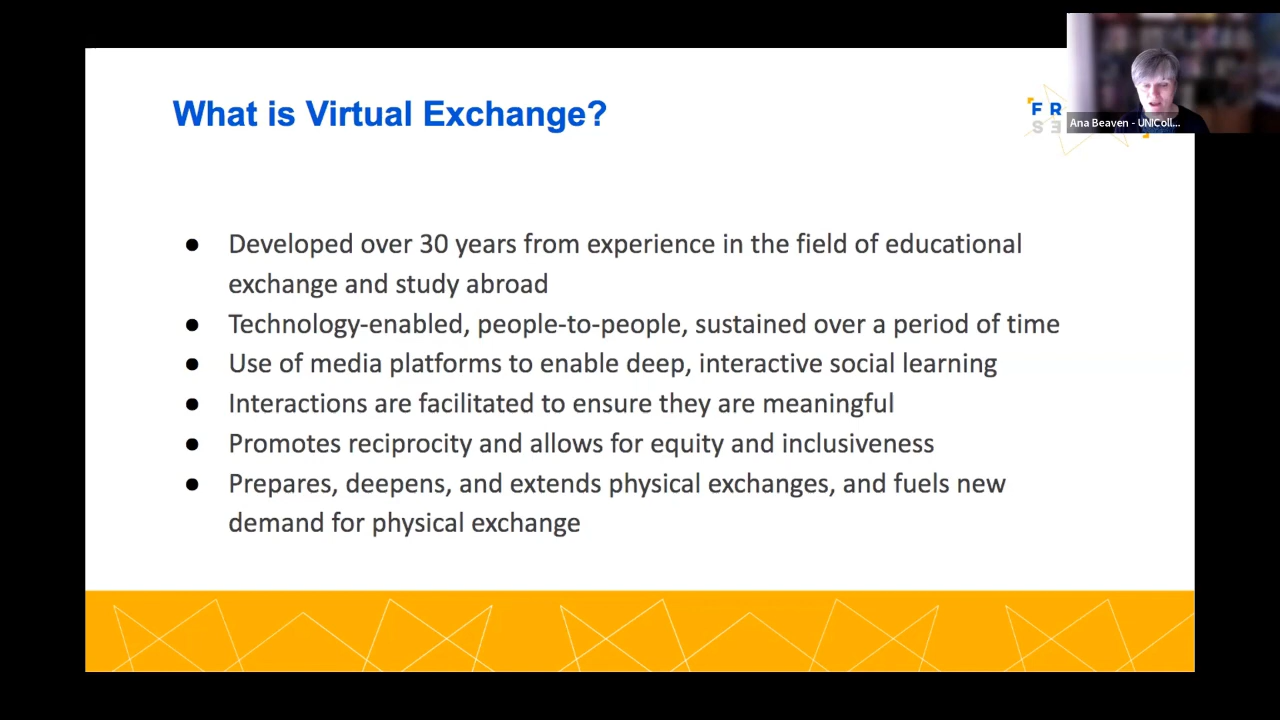 What is Virtual Exchange?
FR
SE
Ana Beaven - UNIColl...
● Developed over 30 years from experience in the field of educational
exchange and study abroad
● Technology-enabled, people-to-people, sustained over a period of time
● Use of media platforms to enable deep, interactive social learning
● Interactions are facilitated to ensure they are meaningful
● Promotes reciprocity and allows for equity and inclusiveness
● Prepares, deepens, and extends physical exchanges, and fuels new
demand for physical exchange